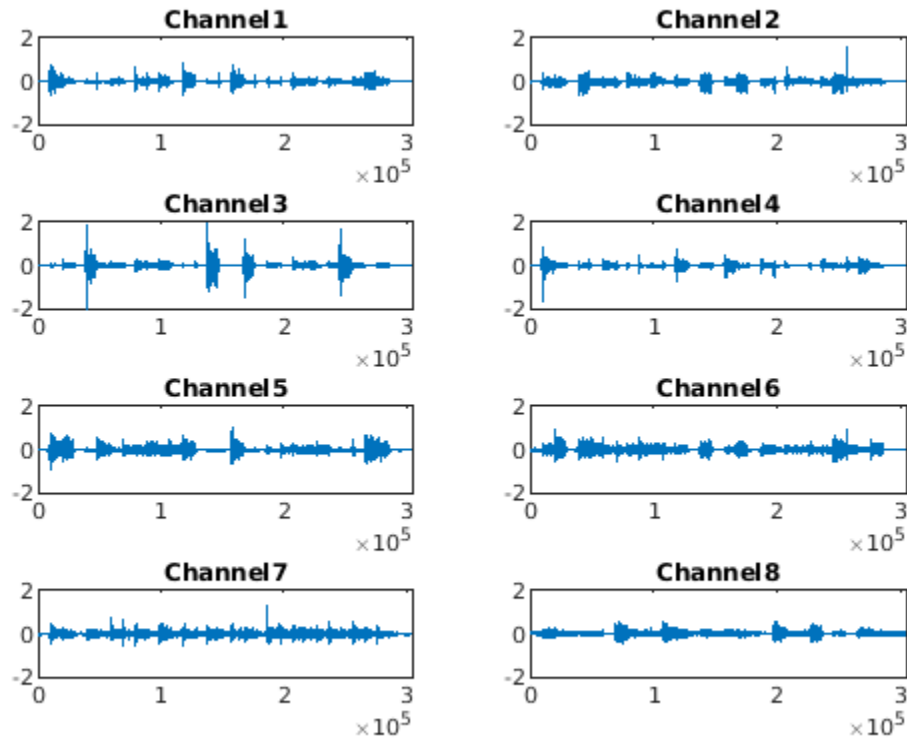 Channel1
2
0
-2
0 1 2 3
×10^5
Channel2
2
0
-2
0 1 2 3
×10^5
Channel3
2
0
-2
0 1 2 3
×10^5
Channel4
2
0
-2
0 1 2 3
×10^5
Channel5
2
0
-2
0 1 2 3
×10^5
Channel6
2
0
-2
0 1 2 3
×10^5
Channel7
2
0
-2
0 1 2 3
×10^5
Channel8
2
0
-2
0 1 2 3
×10^5